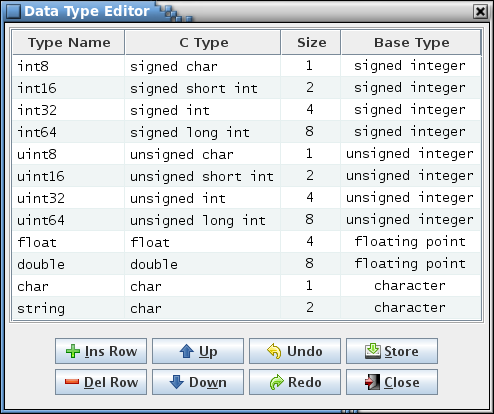 Data Type Editor
Type Name C Type Size Base Type
int8 signed char 1 signed integer
int16 signed short int 2 signed integer
int32 signed int 4 signed integer
int64 signed long int 8 signed integer
uint8 unsigned char 1 unsigned integer
uint16 unsigned short int 2 unsigned integer
uint32 unsigned int 4 unsigned integer
uint64 unsigned long int 8 unsigned integer
float float 4 floating point
double double 8 floating point
char char 1 character
string char 2 character
Ins Row Up Undo Store
Del Row Down Redo Close